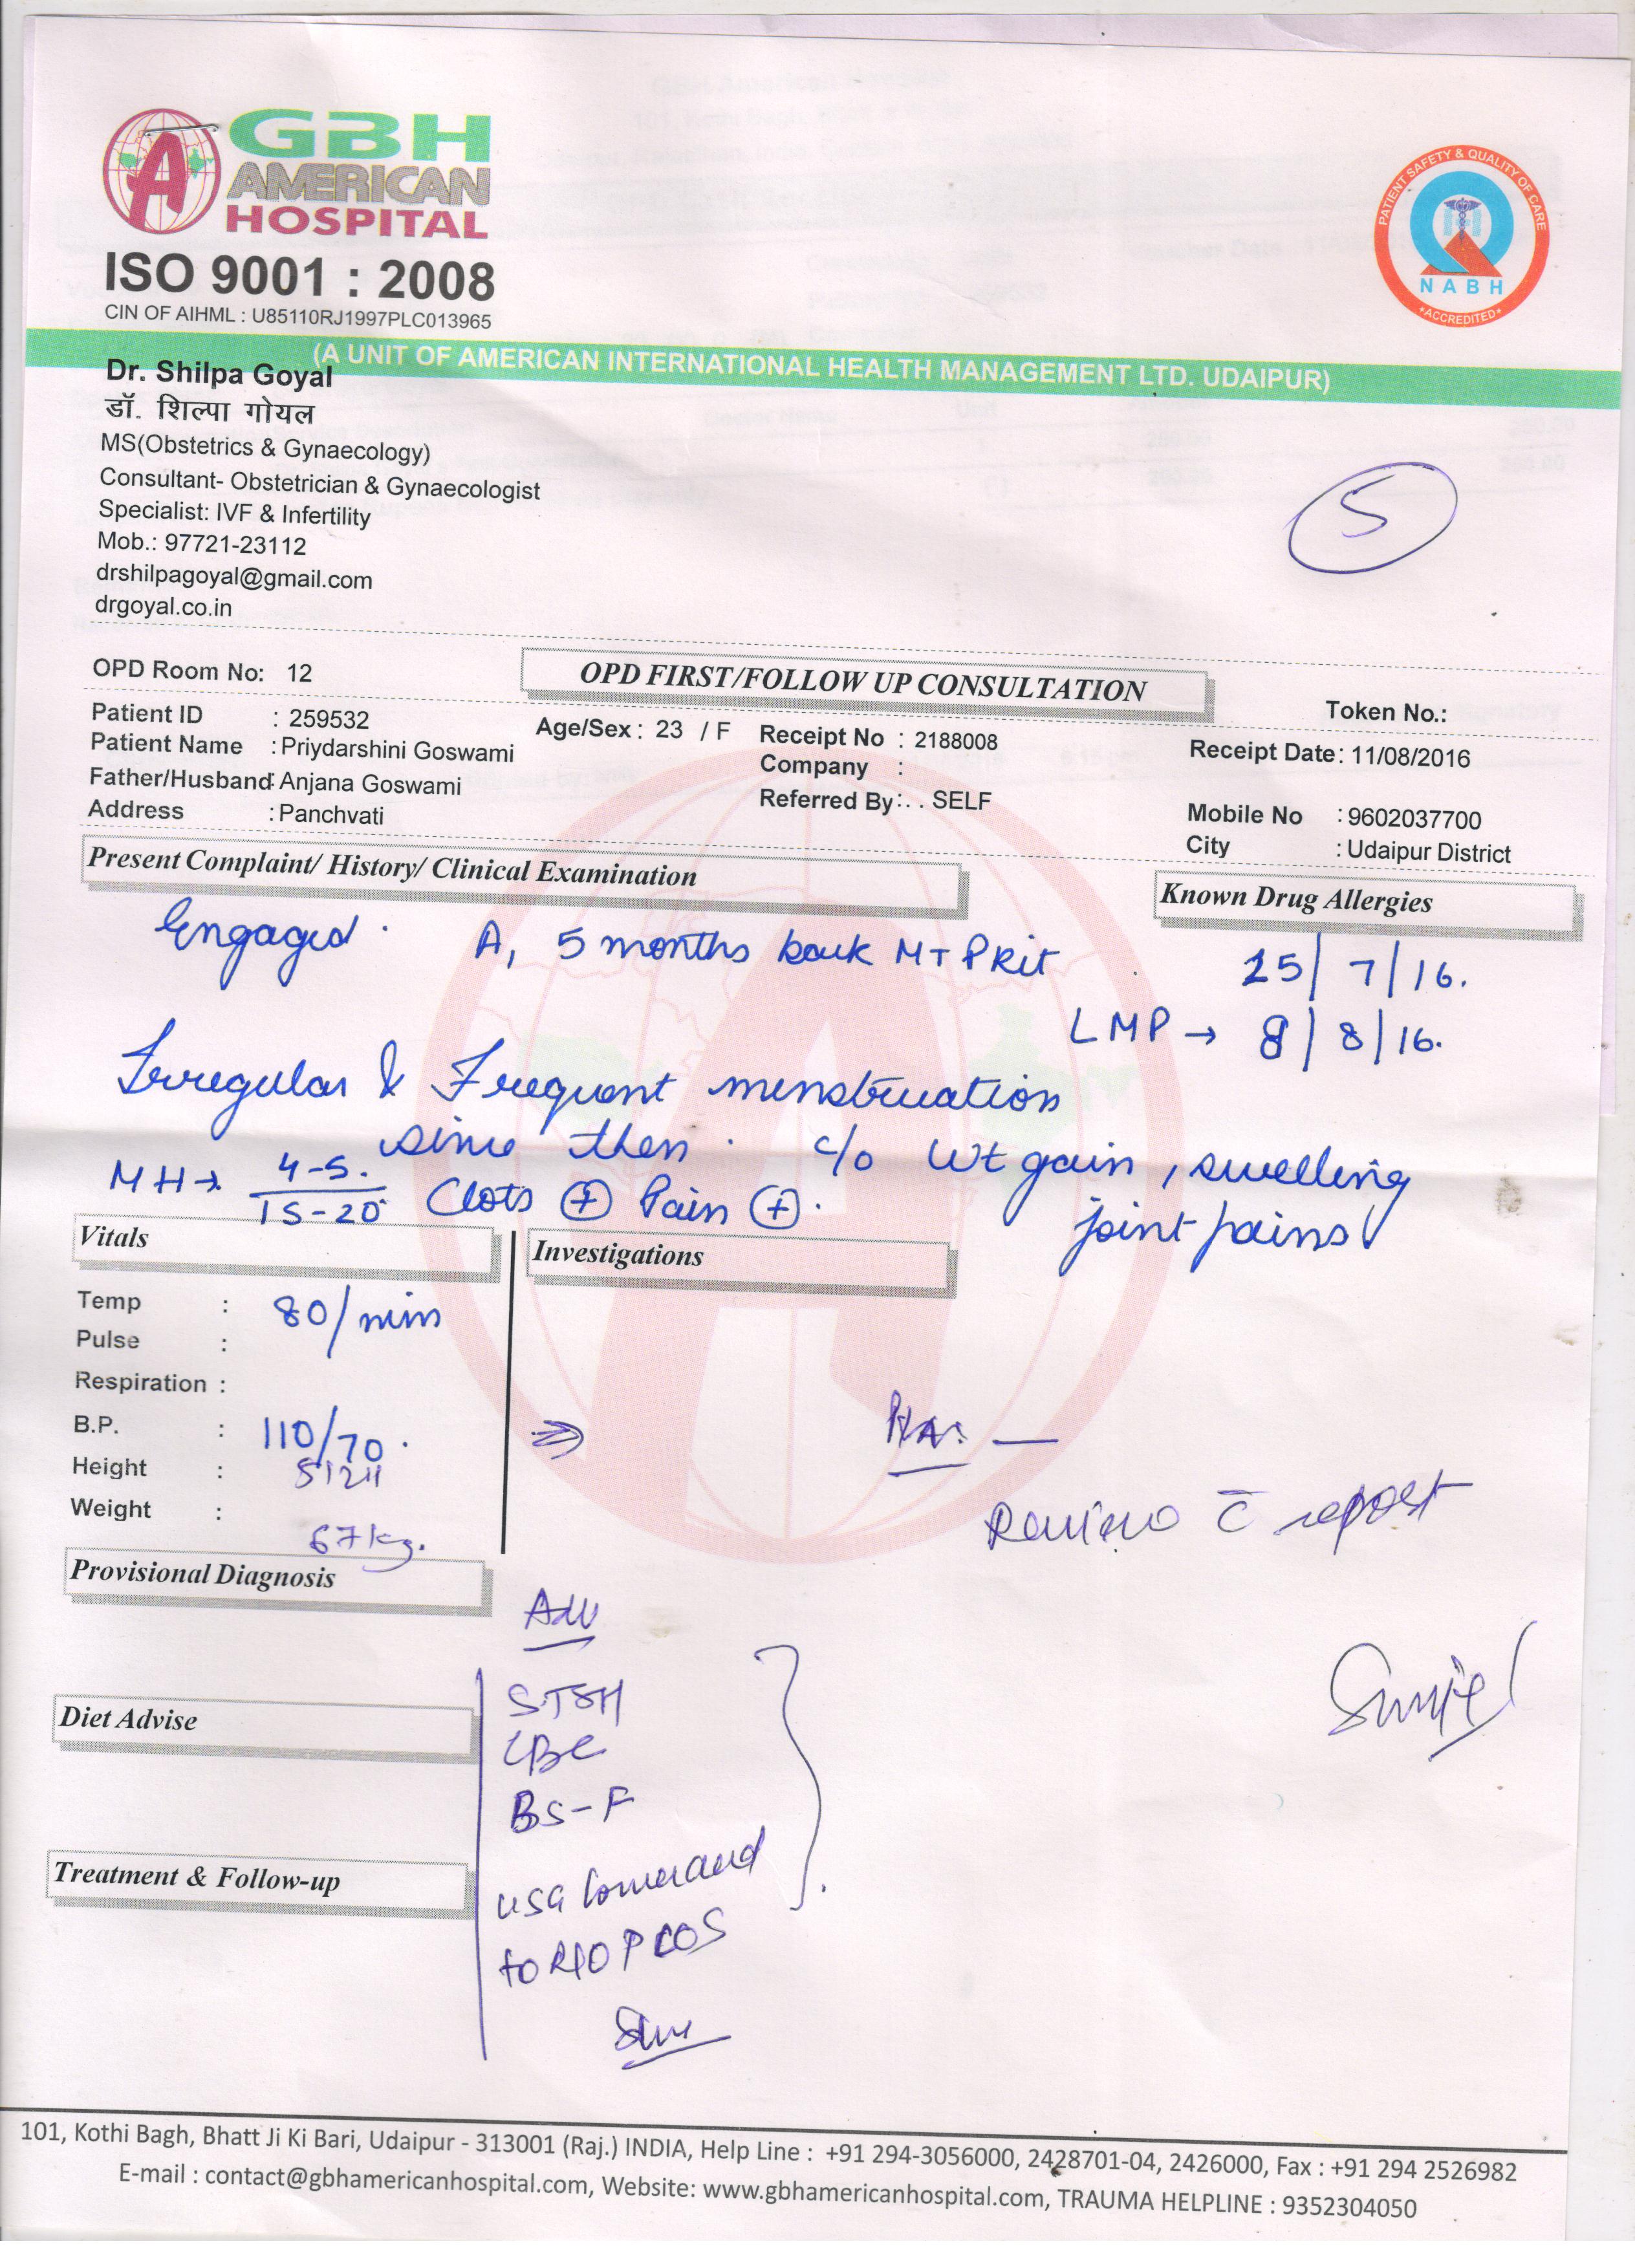 GBH
AMERICAN
HOSPITAL
ISO 9001 : 2008
CIN OF AIHML : U85110RJ1997PLC013965
PATIENT SAFETY & QUALITY OF CARE
NABH
*ACCREDITED*
(A UNIT OF AMERICAN INTERNATIONAL HEALTH MANAGEMENT LTD. UDAIPUR)
Dr. Shilpa Goyal
डॉ. शिल्पा गोयल
MS(Obstetrics & Gynaecology)
Consultant- Obstetrician & Gynaecologist
Specialist: IVF & Infertility
Mob.: 97721-23112
drshilpagoyal@gmail.com
drgoyal.co.in
5
OPD Room No: 12
OPD FIRST/FOLLOW UP CONSULTATION
Token No.:
Patient ID : 259532 Age/Sex : 23 / F Receipt No : 2188008 Receipt Date: 11/08/2016
Patient Name : Priydarshini Goswami Company :
Father/Husband: Anjana Goswami Referred By:. . SELF Mobile No : 9602037700
Address : Panchvati City : Udaipur District
Present Complaint/ History/ Clinical Examination
Known Drug Allergies
Engaged. A, 5 months back MTP Kit 25/7/16.
LMP → 8/8/16.
Irregular & Frequent menstruation
since then. c/o Wt gain, swelling
joint pains
MH → 4-5. / 15-20 Clots + Pain +.
Vitals
Investigations
Temp : 80/min
Pulse :
Respiration :
B.P. : 110/70.
Height : 5'2"
Weight : 67kg.
Review c̄ report
Provisional Diagnosis
Adv
S.TSH
Diet Advise
CBC
BS-F
Treatment & Follow-up
USG Lower abd
to R/O PCOS
101, Kothi Bagh, Bhatt Ji Ki Bari, Udaipur - 313001 (Raj.) INDIA, Help Line : +91 294-3056000, 2428701-04, 2426000, Fax : +91 294 2526982
E-mail : contact@gbhamericanhospital.com, Website: www.gbhamericanhospital.com, TRAUMA HELPLINE : 9352304050